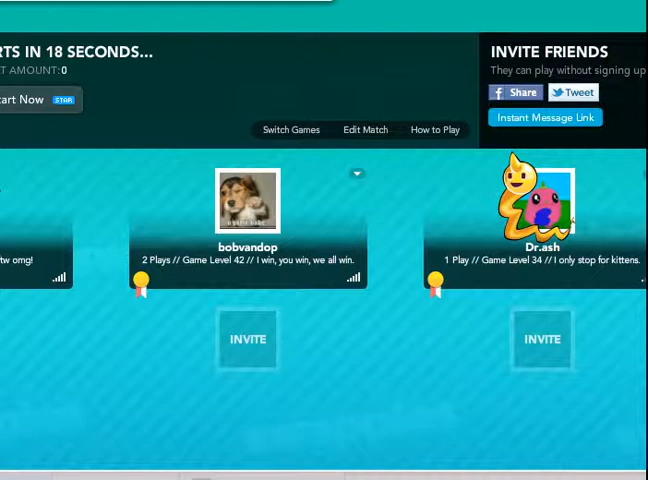 RTS IN 18 SECONDS...
T AMOUNT:0
tart Now STAR
Switch Games Edit Match How to Play
INVITE FRIENDS
They can play without signing up
f Share Tweet
Instant Message Link
tw omg!
bobvandop
2 Plays // Game Level 42 // I win, you win, we all win.
Dr.ash
1 Play // Game Level 34 // I only stop for kittens.
INVITE INVITE